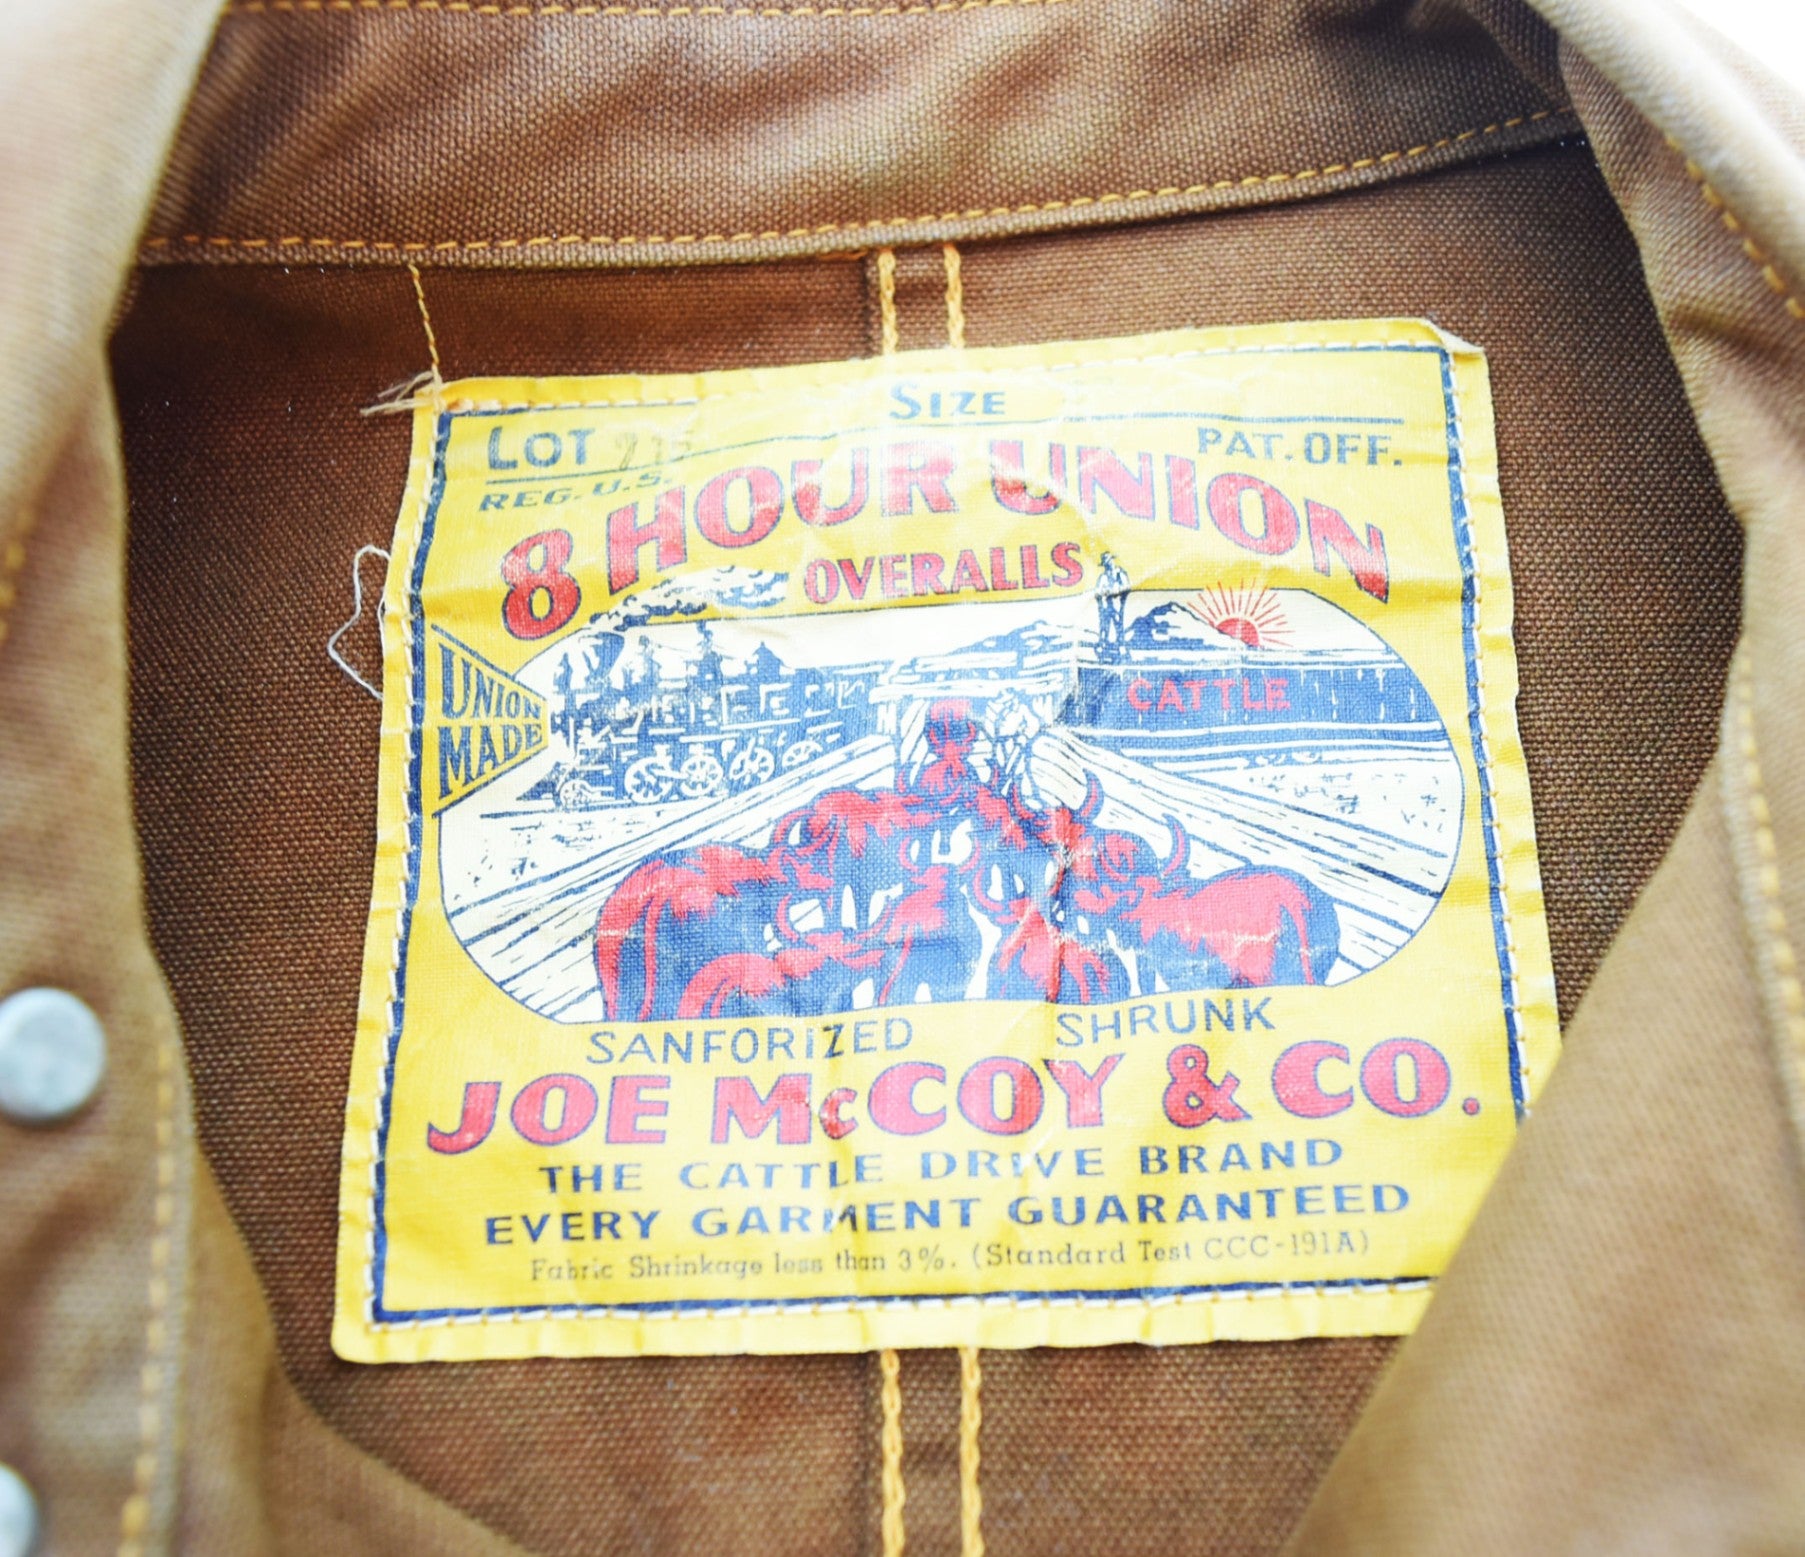 SIZE
LOT
REG. U.S. PAT. OFF.
8 HOUR UNION
OVERALLS
UNION
MADE
CATTLE
SANFORIZED SHRUNK
JOE McCOY & CO.
THE CATTLE DRIVE BRAND
EVERY GARMENT GUARANTEED
Fabric Shrinkage less than 3%. (Standard Test CCC-191A)